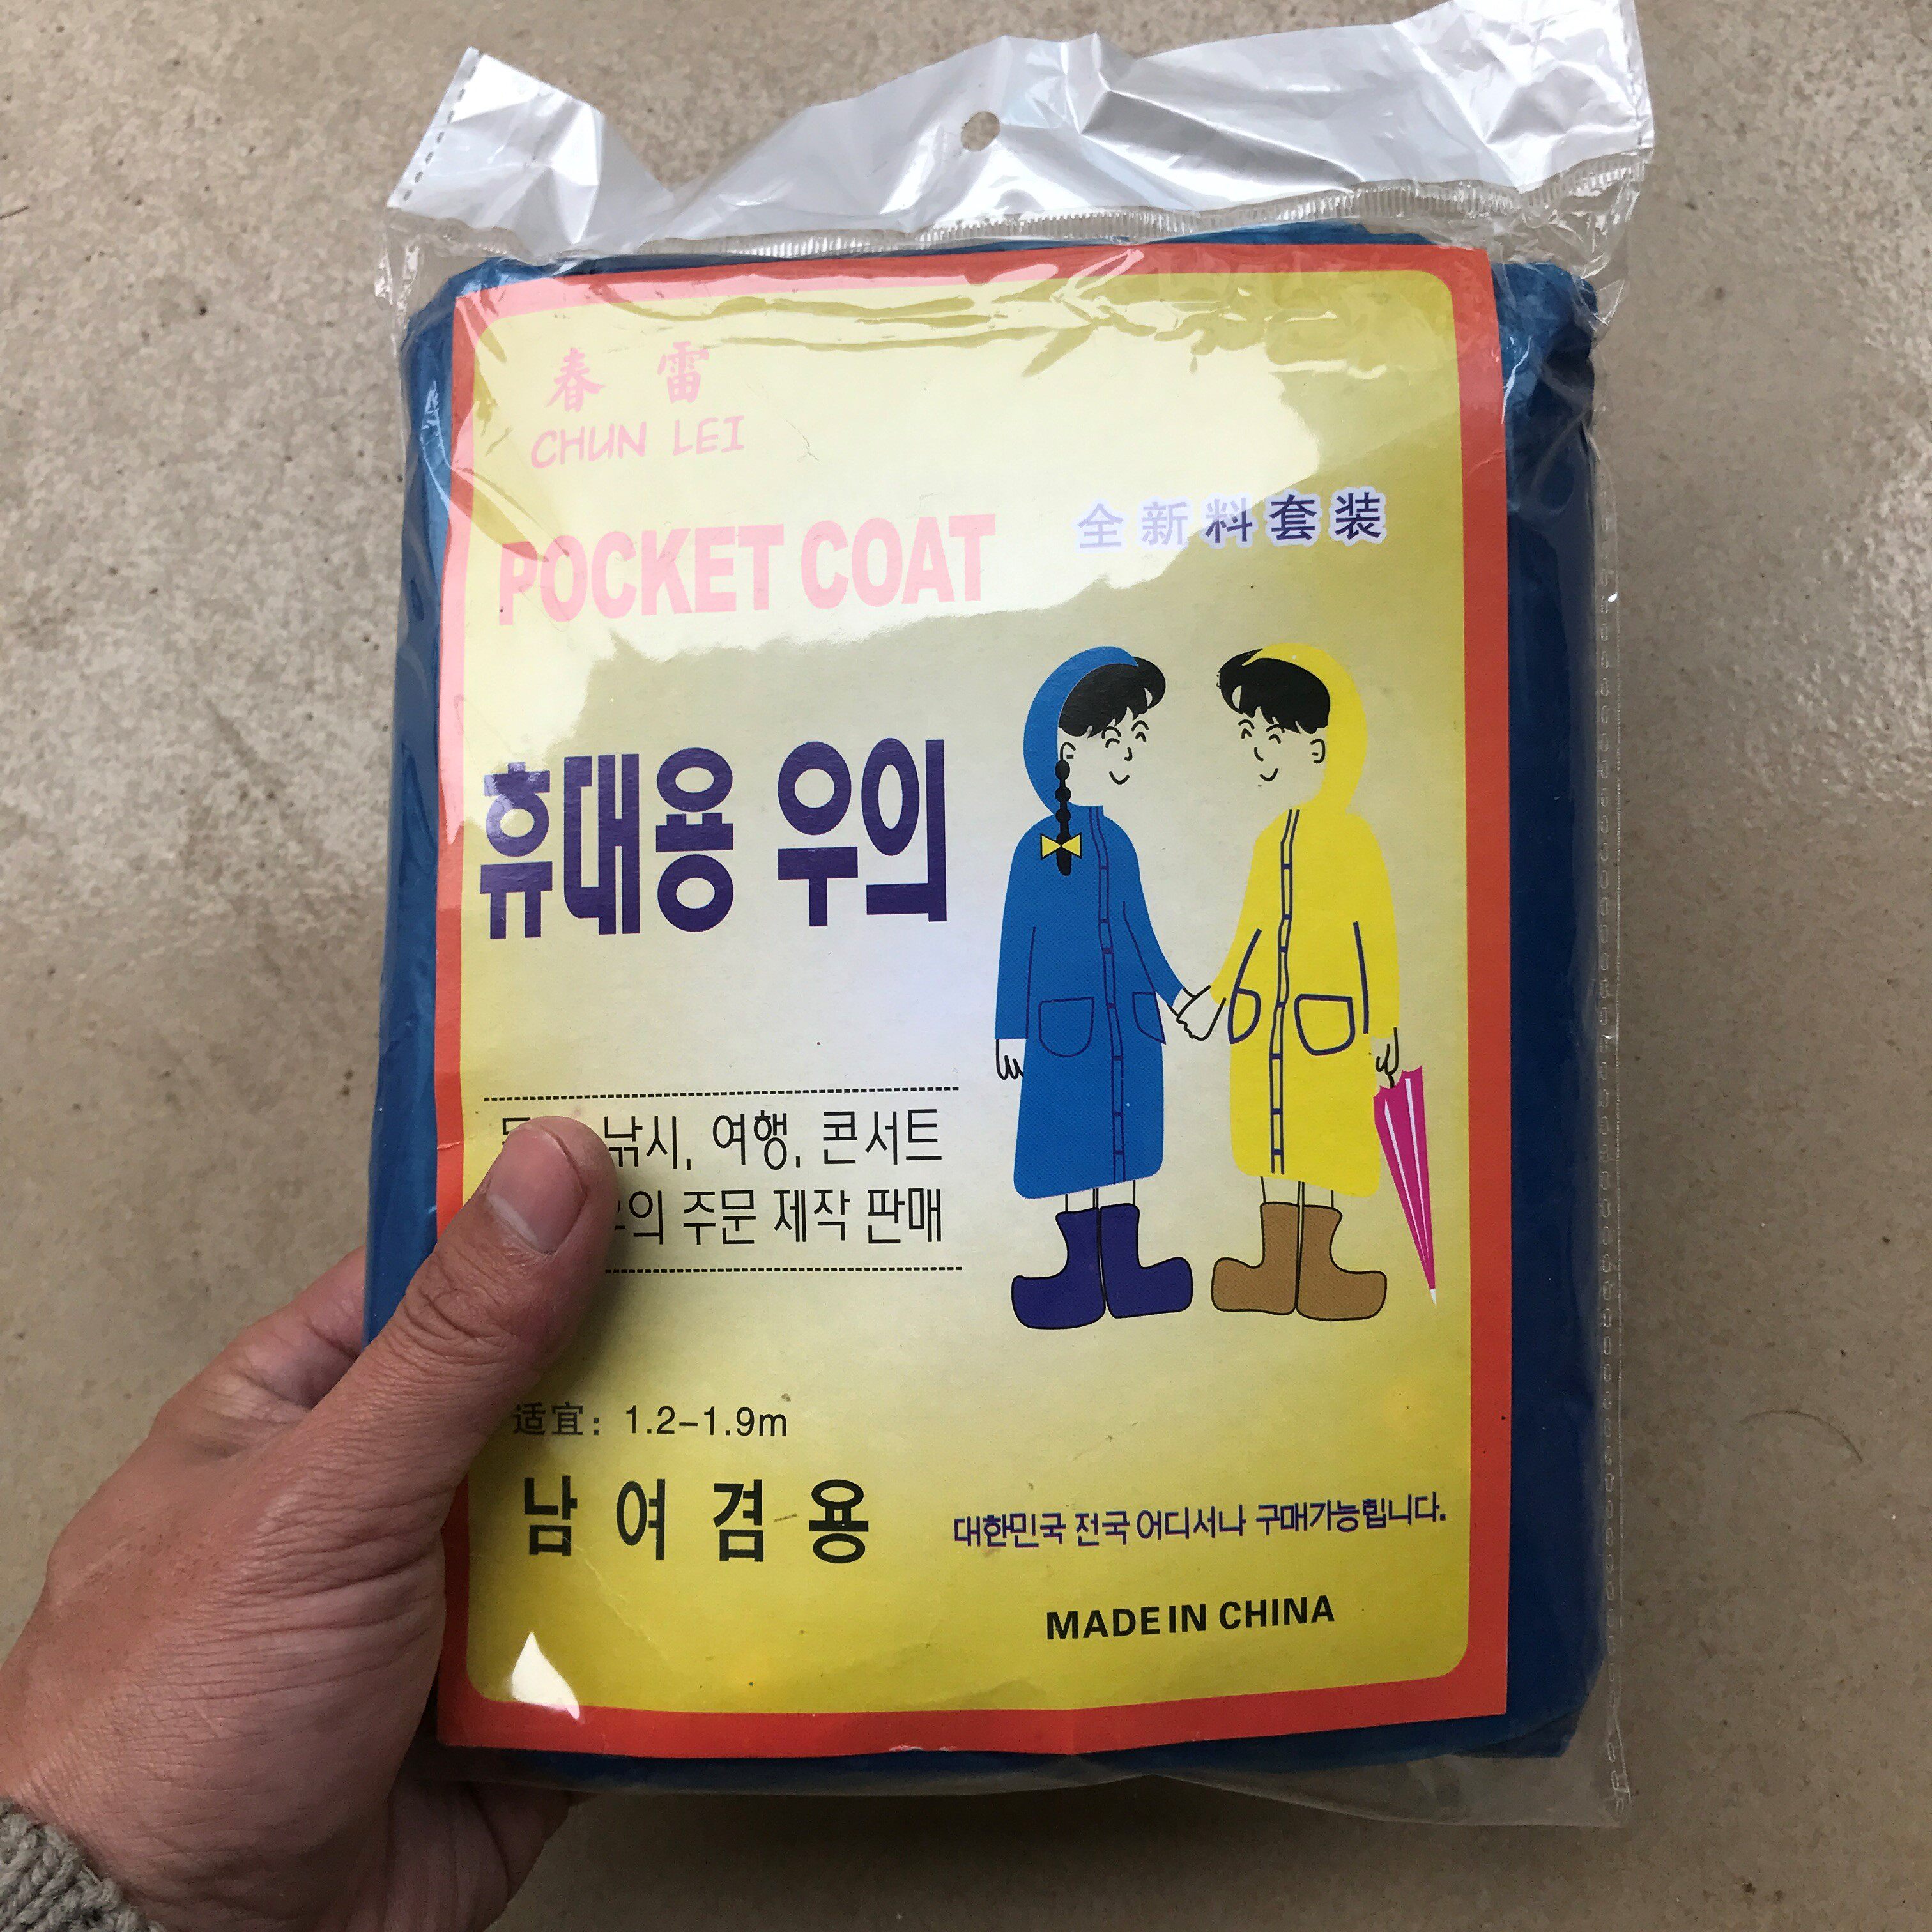 春雷
CHUN LEI
POCKET COAT
全新料套装
휴대용 우의
낚시, 여행, 콘서트
주문 제작 판매
适宜: 1.2-1.9m
남여겸용
대한민국 전국 어디서나 구매가능힙니다.
MADE IN CHINA